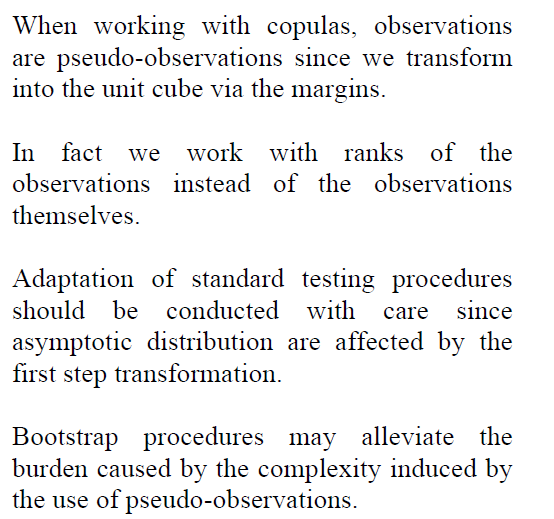 When working with copulas, observations
are pseudo-observations since we transform
into the unit cube via the margins.
In fact we work with ranks of the
observations instead of the observations
themselves.
Adaptation of standard testing procedures
should be conducted with care since
asymptotic distribution are affected by the
first step transformation.
Bootstrap procedures may alleviate the
burden caused by the complexity induced by
the use of pseudo-observations.